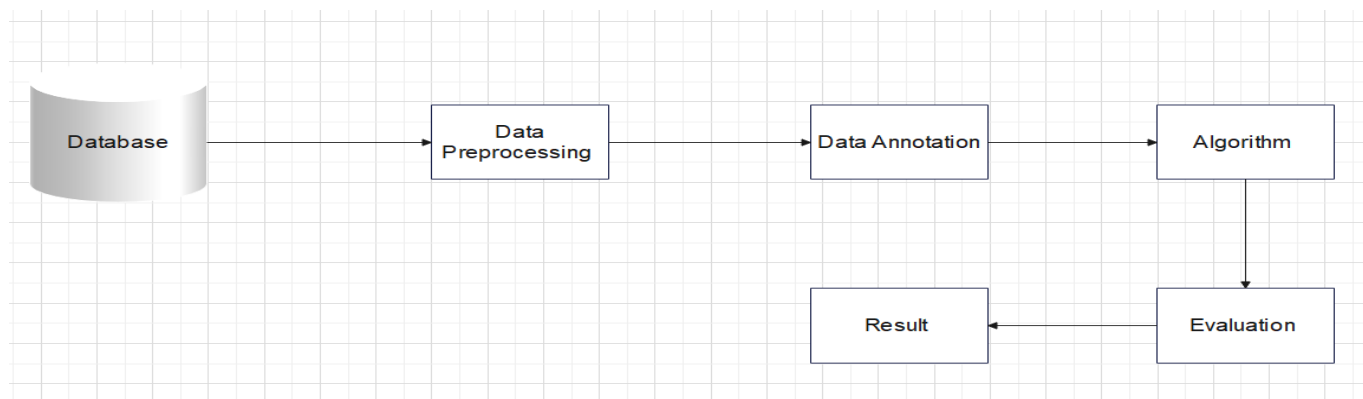 Database
Data
Preprocessing
Data Annotation
Algorithm
Result
Evaluation